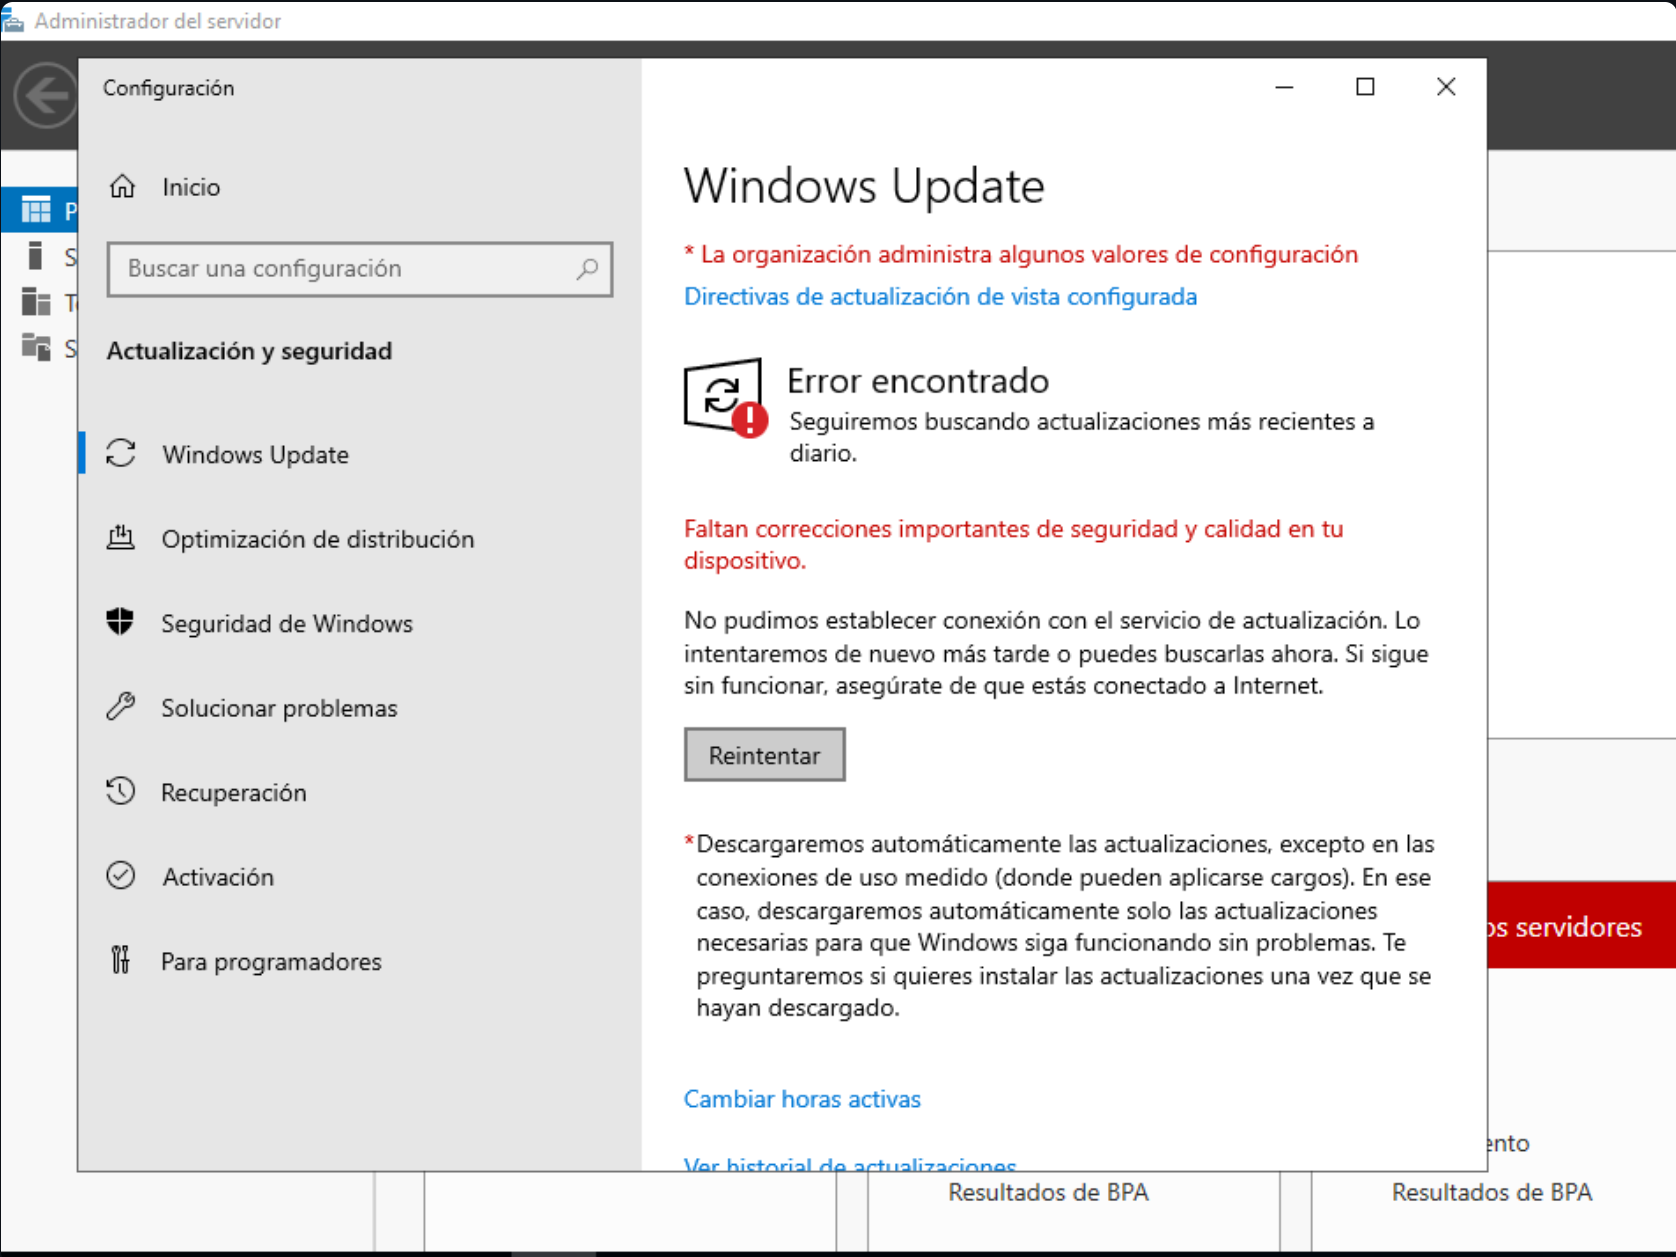 Administrador del servidor
Configuración
Inicio
Buscar una configuración
Actualización y seguridad
Windows Update
Optimización de distribución
Seguridad de Windows
Solucionar problemas
Recuperación
Activación
Para programadores
Windows Update
* La organización administra algunos valores de configuración
Directivas de actualización de vista configurada
Error encontrado
Seguiremos buscando actualizaciones más recientes a
diario.
Faltan correcciones importantes de seguridad y calidad en tu
dispositivo.
No pudimos establecer conexión con el servicio de actualización. Lo
intentaremos de nuevo más tarde o puedes buscarlas ahora. Si sigue
sin funcionar, asegúrate de que estás conectado a Internet.
Reintentar
*Descargaremos automáticamente las actualizaciones, excepto en las
conexiones de uso medido (donde pueden aplicarse cargos). En ese
caso, descargaremos automáticamente solo las actualizaciones
necesarias para que Windows siga funcionando sin problemas. Te
preguntaremos si quieres instalar las actualizaciones una vez que se
hayan descargado.
Cambiar horas activas
Ver historial de actualizaciones
P
S
T
S
os servidores
ento
Resultados de BPA
Resultados de BPA